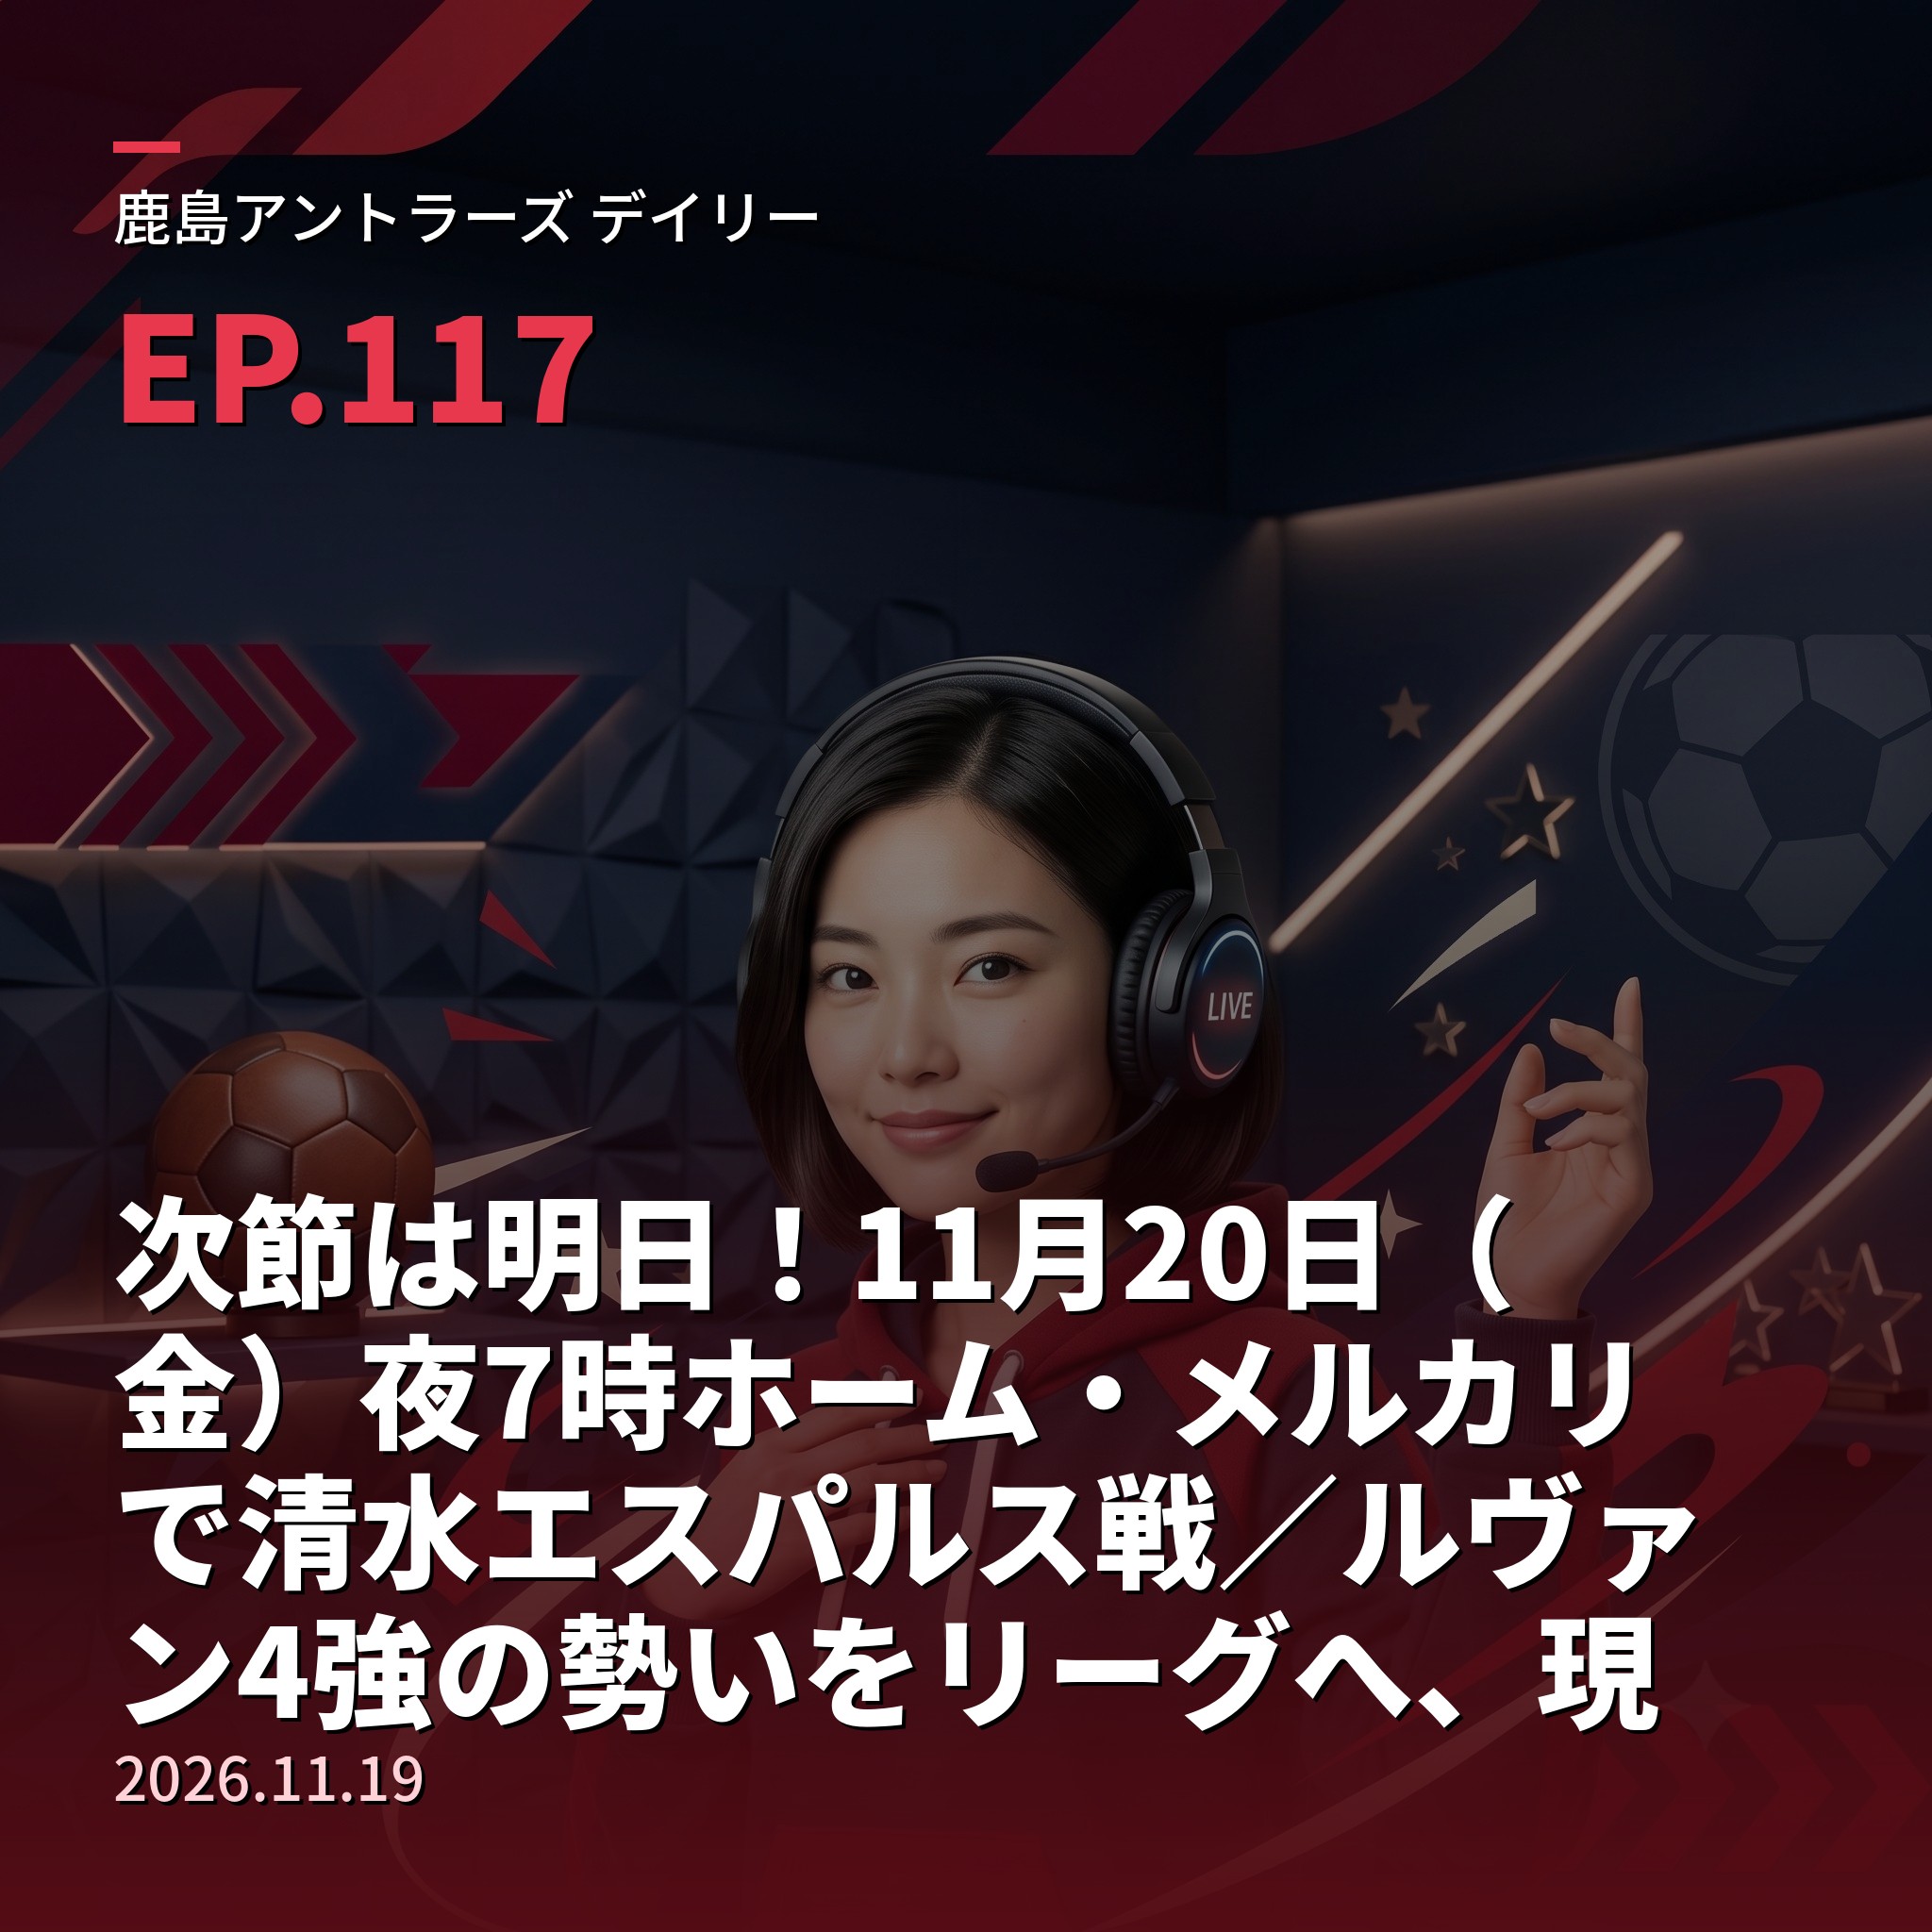 鹿島アントラーズ デイリー
EP.117
LIVE
次節は明日！11月20日（
金）夜7時ホーム・メルカリ
で清水エスパルス戦／ルヴァ
ン4強の勢いをリーグへ、現
2026.11.19